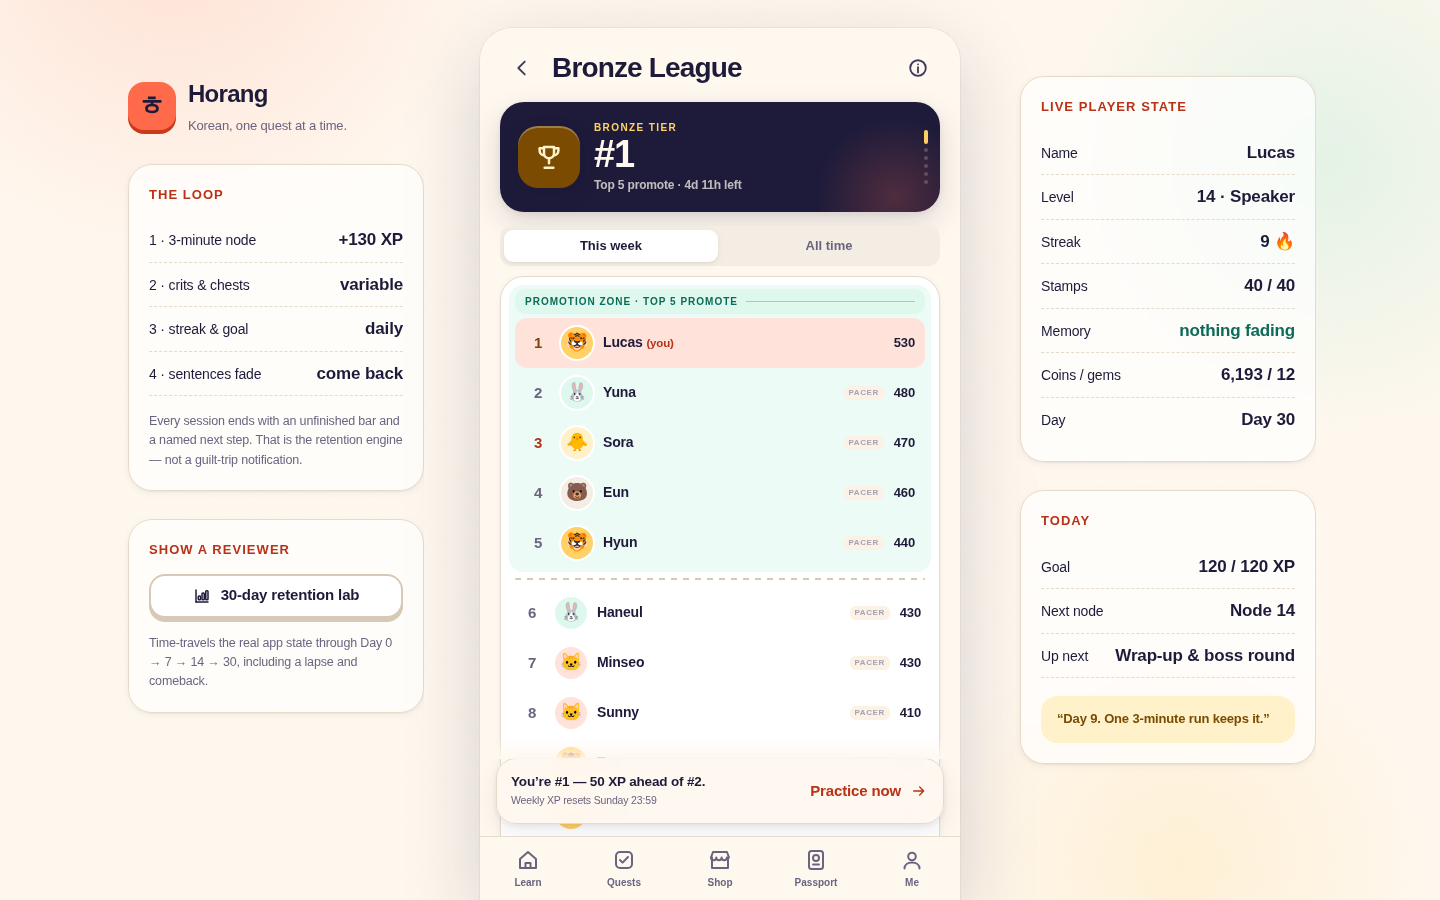 호
Horang
Korean, one quest at a time.
THE LOOP
1 · 3-minute node +130 XP
2 · crits & chests variable
3 · streak & goal daily
4 · sentences fade come back
Every session ends with an unfinished bar and
a named next step. That is the retention engine
— not a guilt-trip notification.
SHOW A REVIEWER
30-day retention lab
Time-travels the real app state through Day 0
→ 7 → 14 → 30, including a lapse and
comeback.
Bronze League
BRONZE TIER
#1
Top 5 promote · 4d 11h left
This week All time
PROMOTION ZONE · TOP 5 PROMOTE
1 Lucas (you) 530
2 Yuna PACER 480
3 Sora PACER 470
4 Eun PACER 460
5 Hyun PACER 440
6 Haneul PACER 430
7 Minseo PACER 430
8 Sunny PACER 410
You’re #1 — 50 XP ahead of #2.
Weekly XP resets Sunday 23:59
Practice now →
Learn Quests Shop Passport Me
LIVE PLAYER STATE
Name Lucas
Level 14 · Speaker
Streak 9 🔥
Stamps 40 / 40
Memory nothing fading
Coins / gems 6,193 / 12
Day Day 30
TODAY
Goal 120 / 120 XP
Next node Node 14
Up next Wrap-up & boss round
“Day 9. One 3-minute run keeps it.”